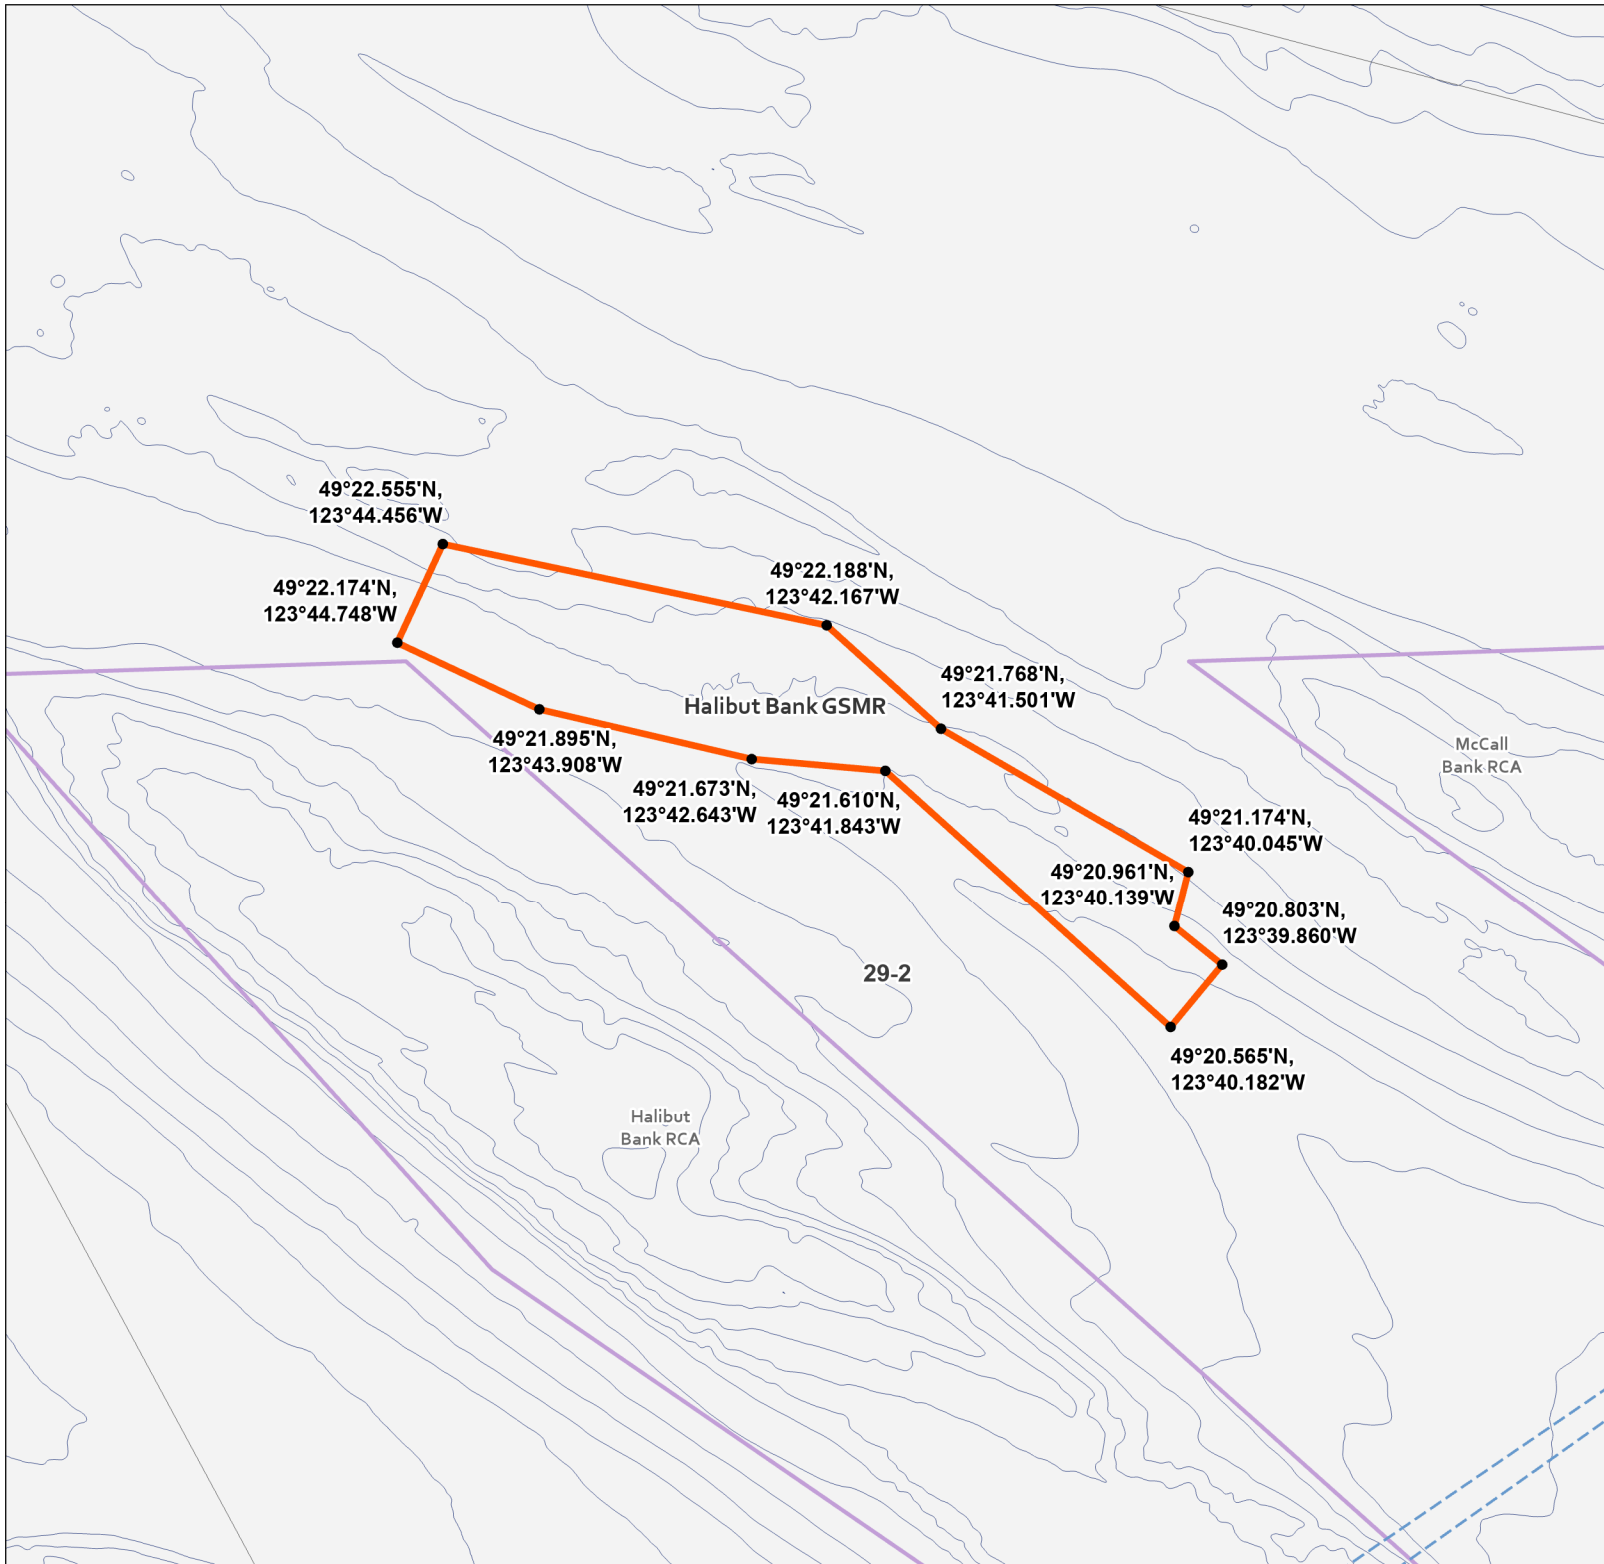 49°22.555'N,
123°44.456'W
49°22.188'N,
123°42.167'W
49°22.174'N,
123°44.748'W
49°21.768'N,
123°41.501'W
Halibut Bank GSMR
49°21.895'N,
123°43.908'W
McCall
Bank RCA
49°21.673'N,
123°42.643'W
49°21.610'N,
123°41.843'W
49°21.174'N,
123°40.045'W
49°20.961'N,
123°40.139'W
49°20.803'N,
123°39.860'W
29-2
49°20.565'N,
123°40.182'W
Halibut
Bank RCA